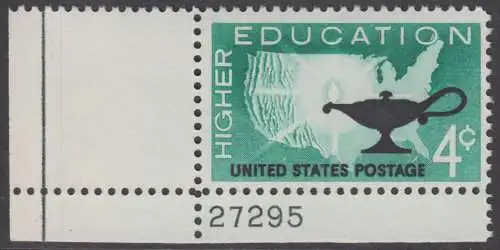 HIGHER
EDUCATION
4¢
UNITED STATES POSTAGE
27295